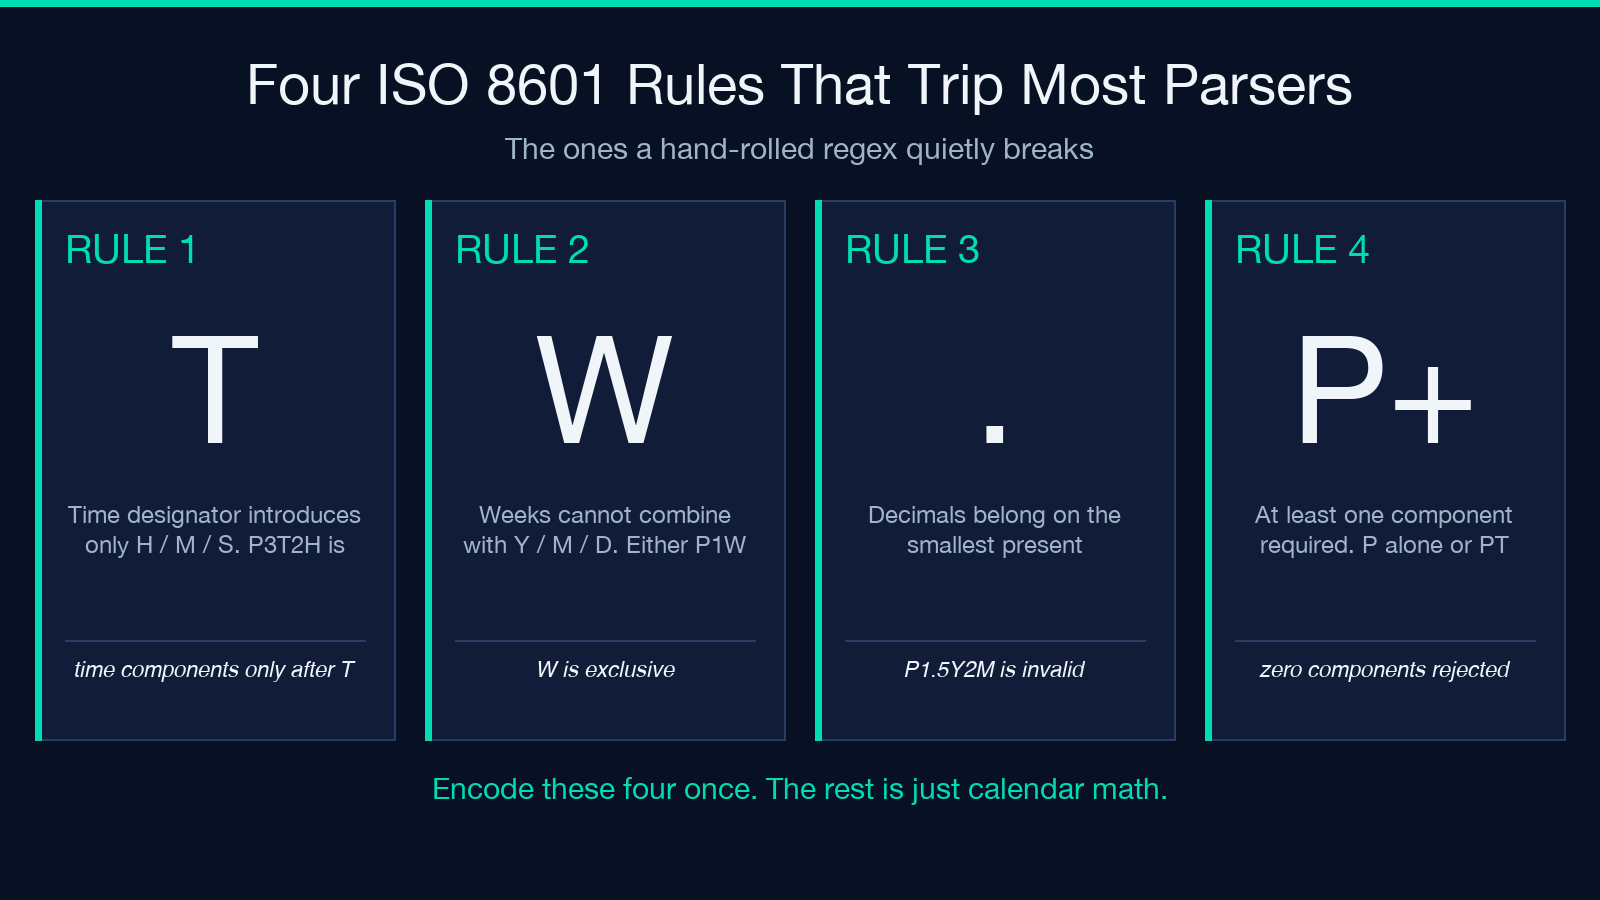 Four ISO 8601 Rules That Trip Most Parsers
The ones a hand-rolled regex quietly breaks
RULE 1
T
Time designator introduces
only H / M / S. P3T2H is
time components only after T
RULE 2
W
Weeks cannot combine
with Y / M / D. Either P1W
W is exclusive
RULE 3
.
Decimals belong on the
smallest present
P1.5Y2M is invalid
RULE 4
P+
At least one component
required. P alone or PT
zero components rejected
Encode these four once. The rest is just calendar math.